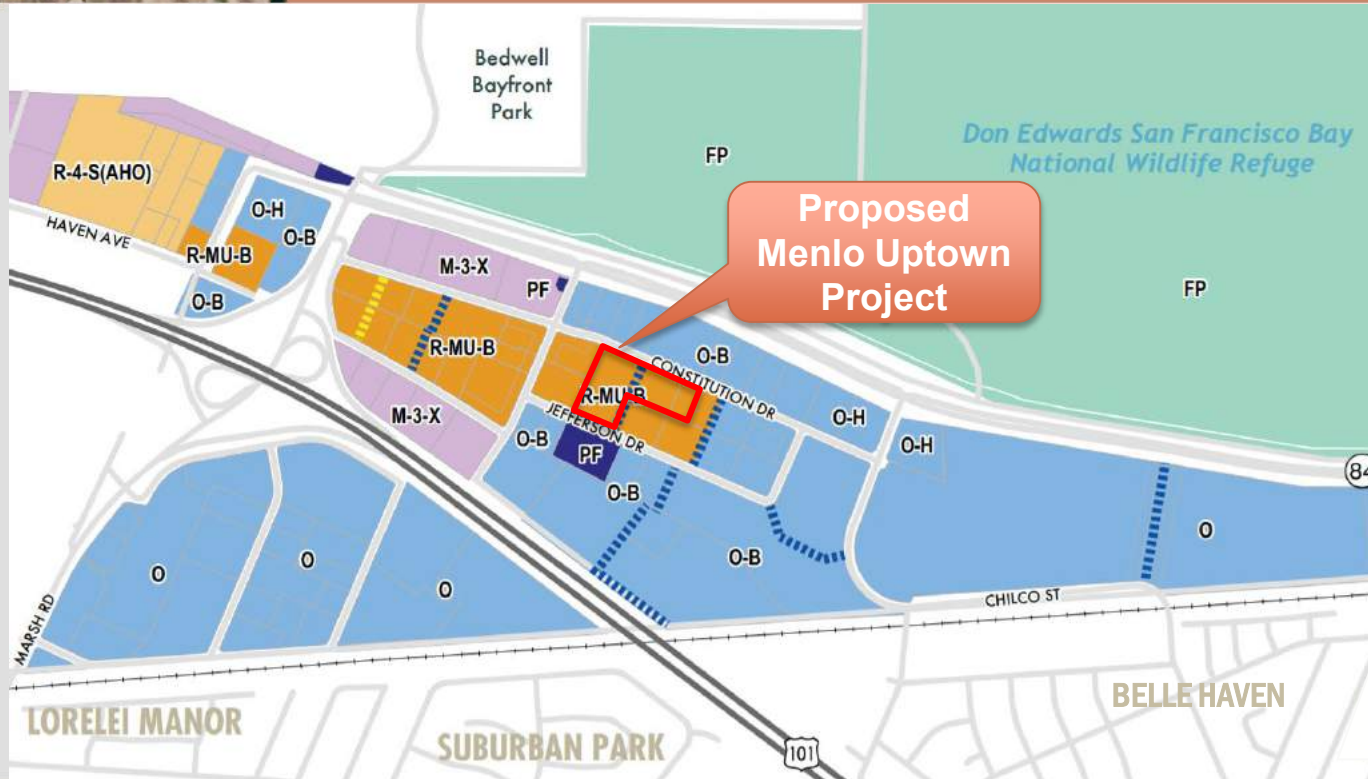 Bedwell
Bayfront
Park
Don Edwards San Francisco Bay
National Wildlife Refuge
FP
R-4-S(AHO)
Proposed
Menlo Uptown
Project
O-H
HAVEN AVE
O-B
R-MU-B
M-3-X
PF
FP
O-B
R-MU-B
O-B
CONSTITUTION DR
R-MU-B
M-3-X
JEFFERSON DR
O-H
O-B
O-H
PF
84
O-B
O
O-B
O
O
O
CHILCO ST
MARSH RD
BELLE HAVEN
LORELEI MANOR
SUBURBAN PARK
101